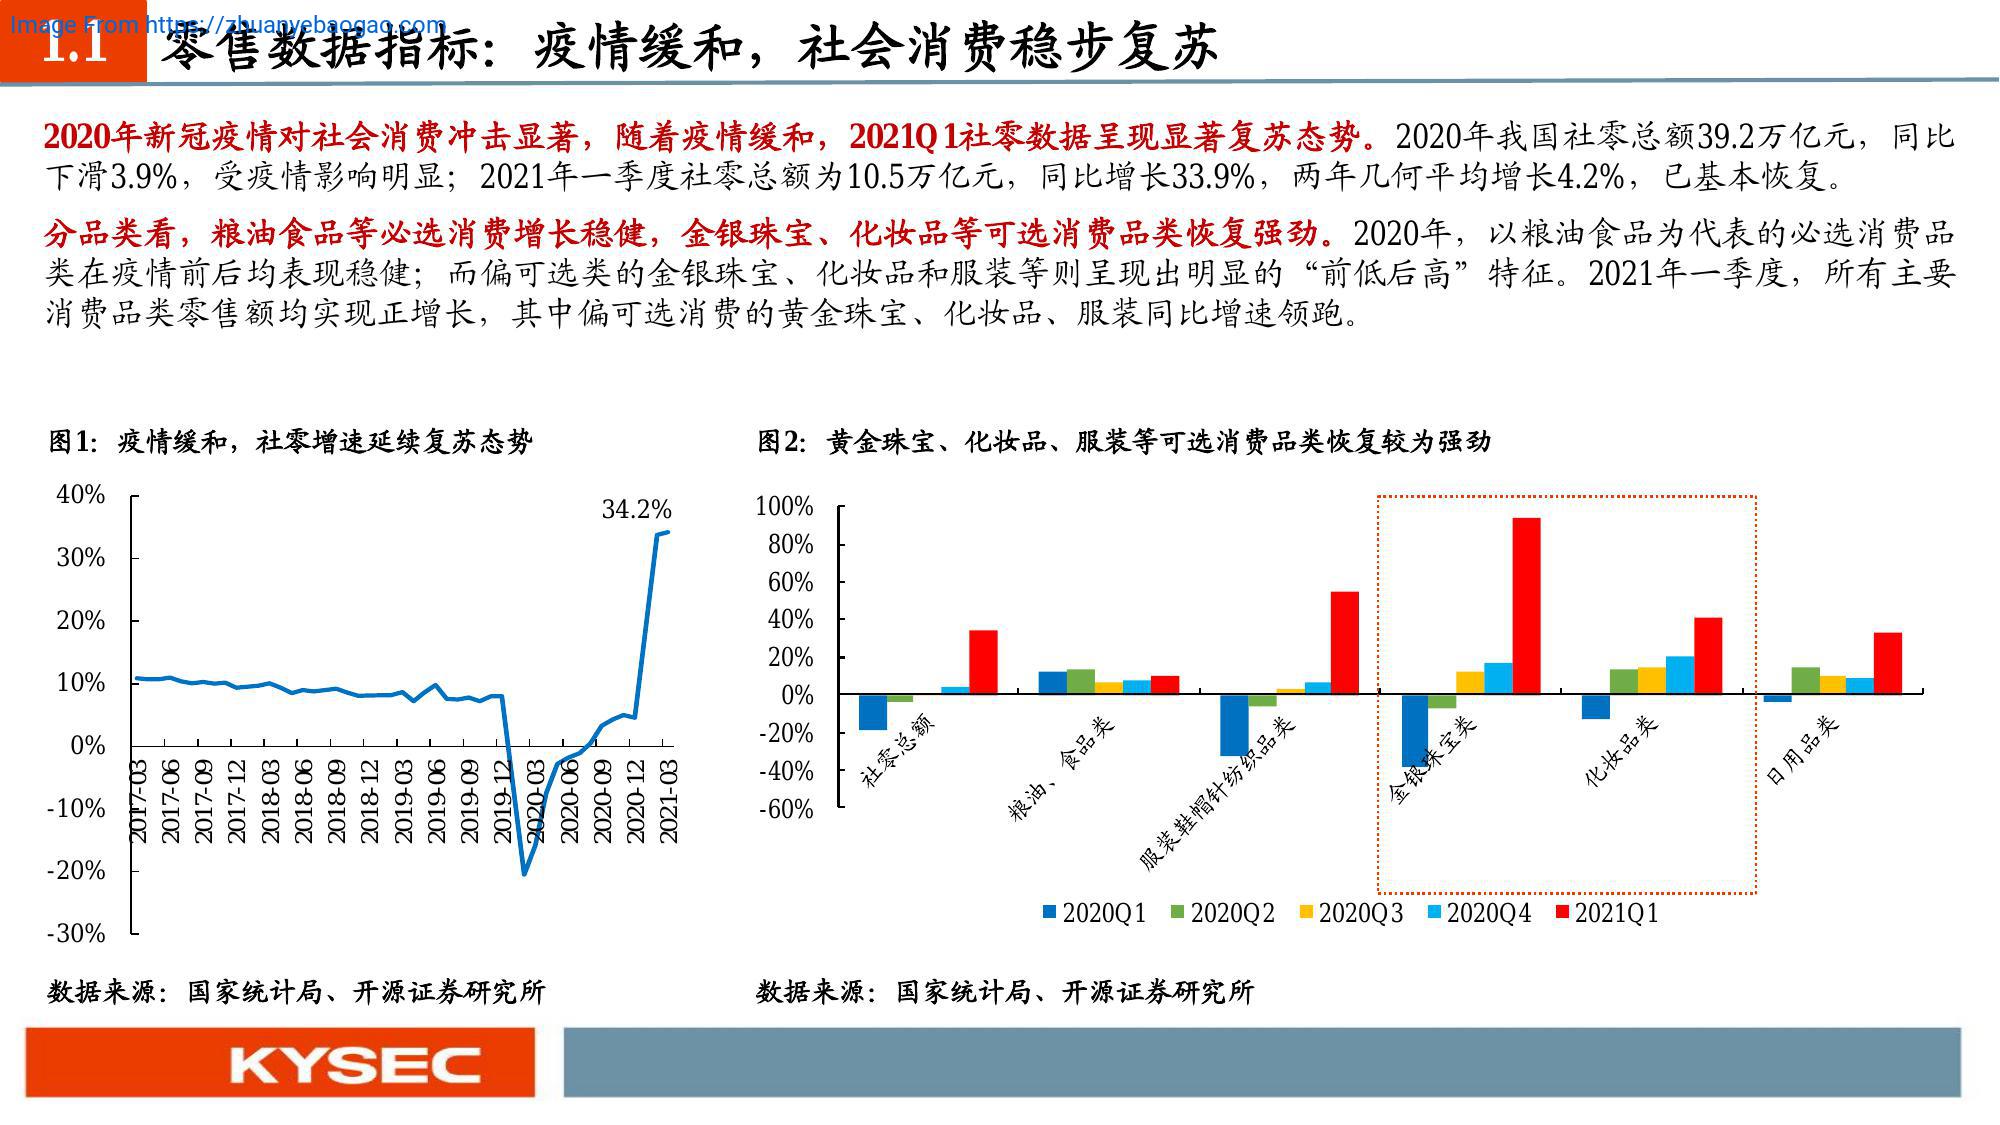 Image From https://zhuanyebaogao.com
1.1 零售数据指标：疫情缓和，社会消费稳步复苏
2020年新冠疫情对社会消费冲击显著，随着疫情缓和，2021Q1社零数据呈现显著复苏态势。2020年我国社零总额39.2万亿元，同比
下滑3.9%，受疫情影响明显；2021年一季度社零总额为10.5万亿元，同比增长33.9%，两年几何平均增长4.2%，已基本恢复。
分品类看，粮油食品等必选消费增长稳健，金银珠宝、化妆品等可选消费品类恢复强劲。2020年，以粮油食品为代表的必选消费品
类在疫情前后均表现稳健；而偏可选类的金银珠宝、化妆品和服装等则呈现出明显的“前低后高”特征。2021年一季度，所有主要
消费品类零售额均实现正增长，其中偏可选消费的黄金珠宝、化妆品、服装同比增速领跑。
图1：疫情缓和，社零增速延续复苏态势
40%
30%
20%
10%
0%
-10%
-20%
-30%
34.2%
2017-03
2017-06
2017-09
2017-12
2018-03
2018-06
2018-09
2018-12
2019-03
2019-06
2019-09
2019-12
2020-03
2020-06
2020-09
2020-12
2021-03
数据来源：国家统计局、开源证券研究所
图2：黄金珠宝、化妆品、服装等可选消费品类恢复较为强劲
100%
80%
60%
40%
20%
0%
-20%
-40%
-60%
社零总额
粮油、食品类
服装鞋帽针纺织品类
金银珠宝类
化妆品类
日用品类
2020Q1 2020Q2 2020Q3 2020Q4 2021Q1
数据来源：国家统计局、开源证券研究所
KYSEC